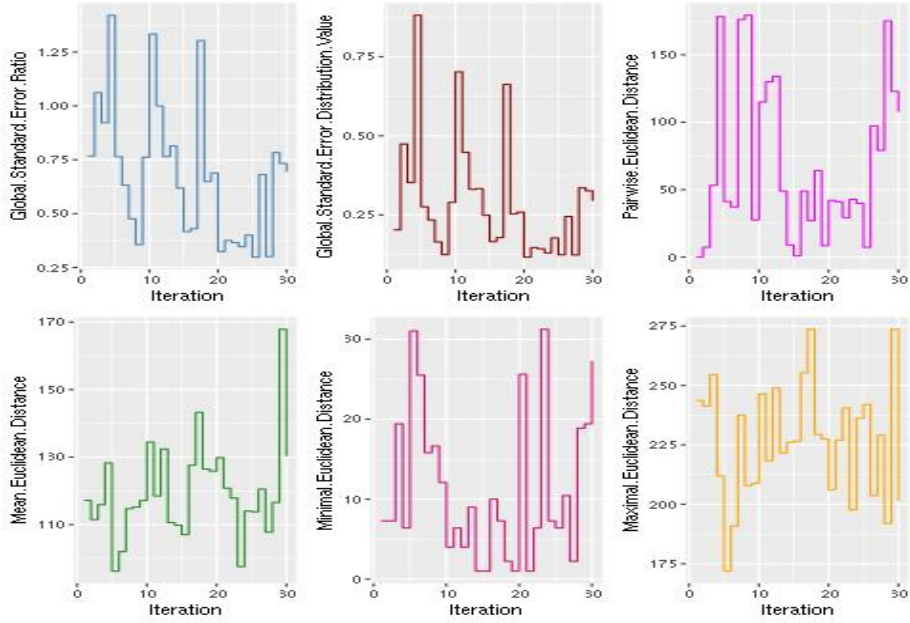 Global.Standard.Error.Ratio
1.25
1.00
0.75
0.50
0.25
0 10 20 30
Iteration
Global.Standard.Error.Distribution.Value
0.75
0.50
0.25
0 10 20 30
Iteration
Pairwise.Euclidean.Distance
150
100
50
0
0 10 20 30
Iteration
Mean.Euclidean.Distance
170
150
130
110
0 10 20 30
Iteration
Minimal.Euclidean.Distance
30
20
10
0
0 10 20 30
Iteration
Maximal.Euclidean.Distance
275
250
225
200
175
0 10 20 30
Iteration